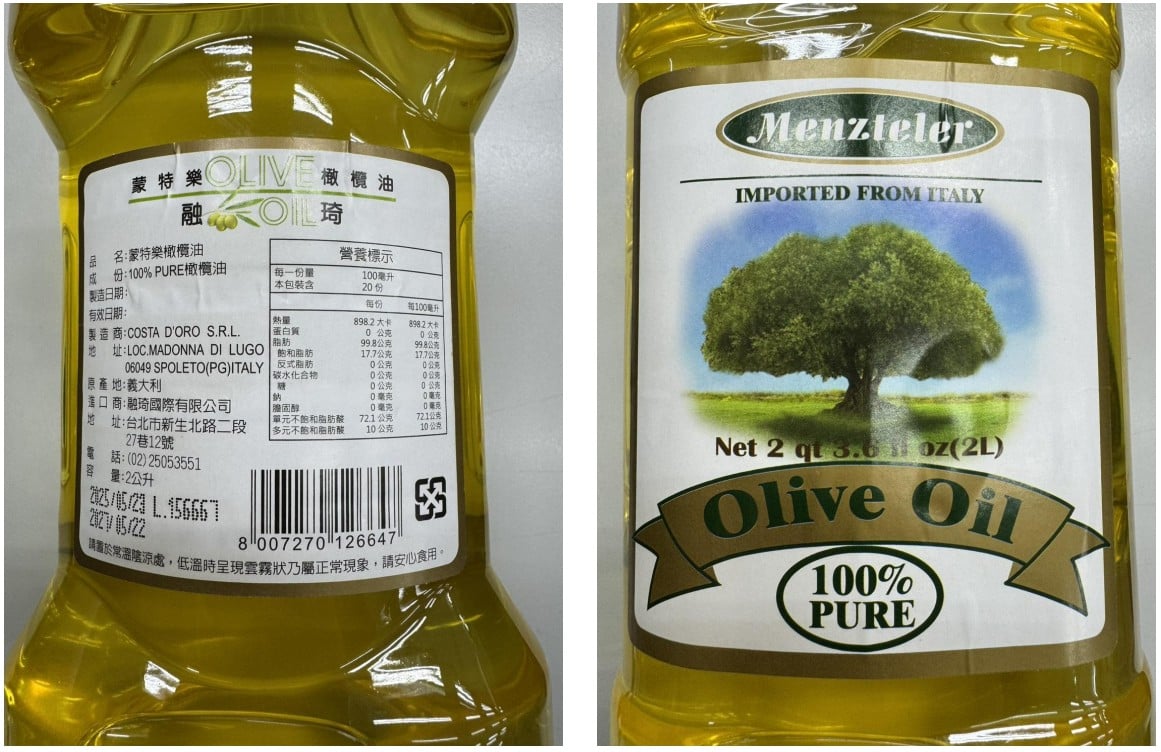 蒙特樂OLIVE橄欖油
融OIL琦
品 名:蒙特樂橄欖油
成 份:100% PURE橄欖油
製造日期:
有效日期:
製 造 商:COSTA D'ORO S.R.L.
地 址:LOC.MADONNA DI LUGO
06049 SPOLETO(PG)ITALY
原 產 地:義大利
進 口 商:融琦國際有限公司
地 址:台北市新生北路二段
27巷12號
電 話:(02)25053551
容 量:2公升
2025/05/23 L.156667
2027/05/22
營養標示
每一份量 100毫升
本包裝含 20 份
每份 每100毫升
熱量 898.2 大卡 898.2 大卡
蛋白質 0 公克 0 公克
脂肪 99.8公克 99.8公克
飽和脂肪 17.7公克 17.7公克
反式脂肪 0 公克 0 公克
碳水化合物 0 公克 0 公克
糖 0 公克 0 公克
鈉 0 毫克 0 毫克
膽固醇 0 毫克 0 毫克
單元不飽和脂肪酸 72.1 公克 72.1公克
多元不飽和脂肪酸 10 公克 10 公克
8 007270 126647
請置於常溫陰涼處，低溫時呈現雲霧狀乃屬正常現象，請安心食用。
Menzteler
IMPORTED FROM ITALY
Net 2 qt 3.6 fl oz(2L)
Olive Oil
100%
PURE